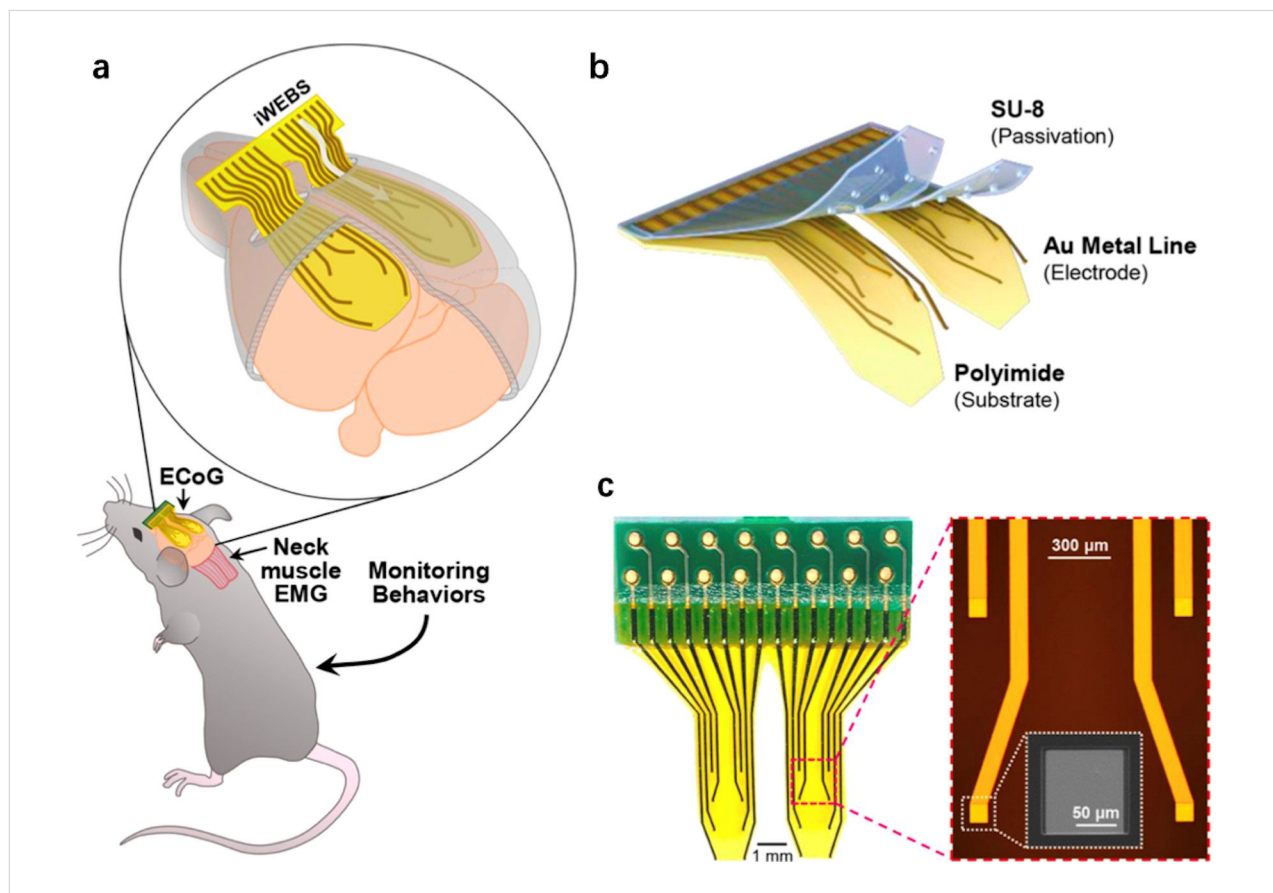 a
iWEBS
ECoG
Neck
muscle
EMG
Monitoring
Behaviors
b
SU-8
(Passivation)
Au Metal Line
(Electrode)
Polyimide
(Substrate)
c
1 mm
300 μm
50 μm